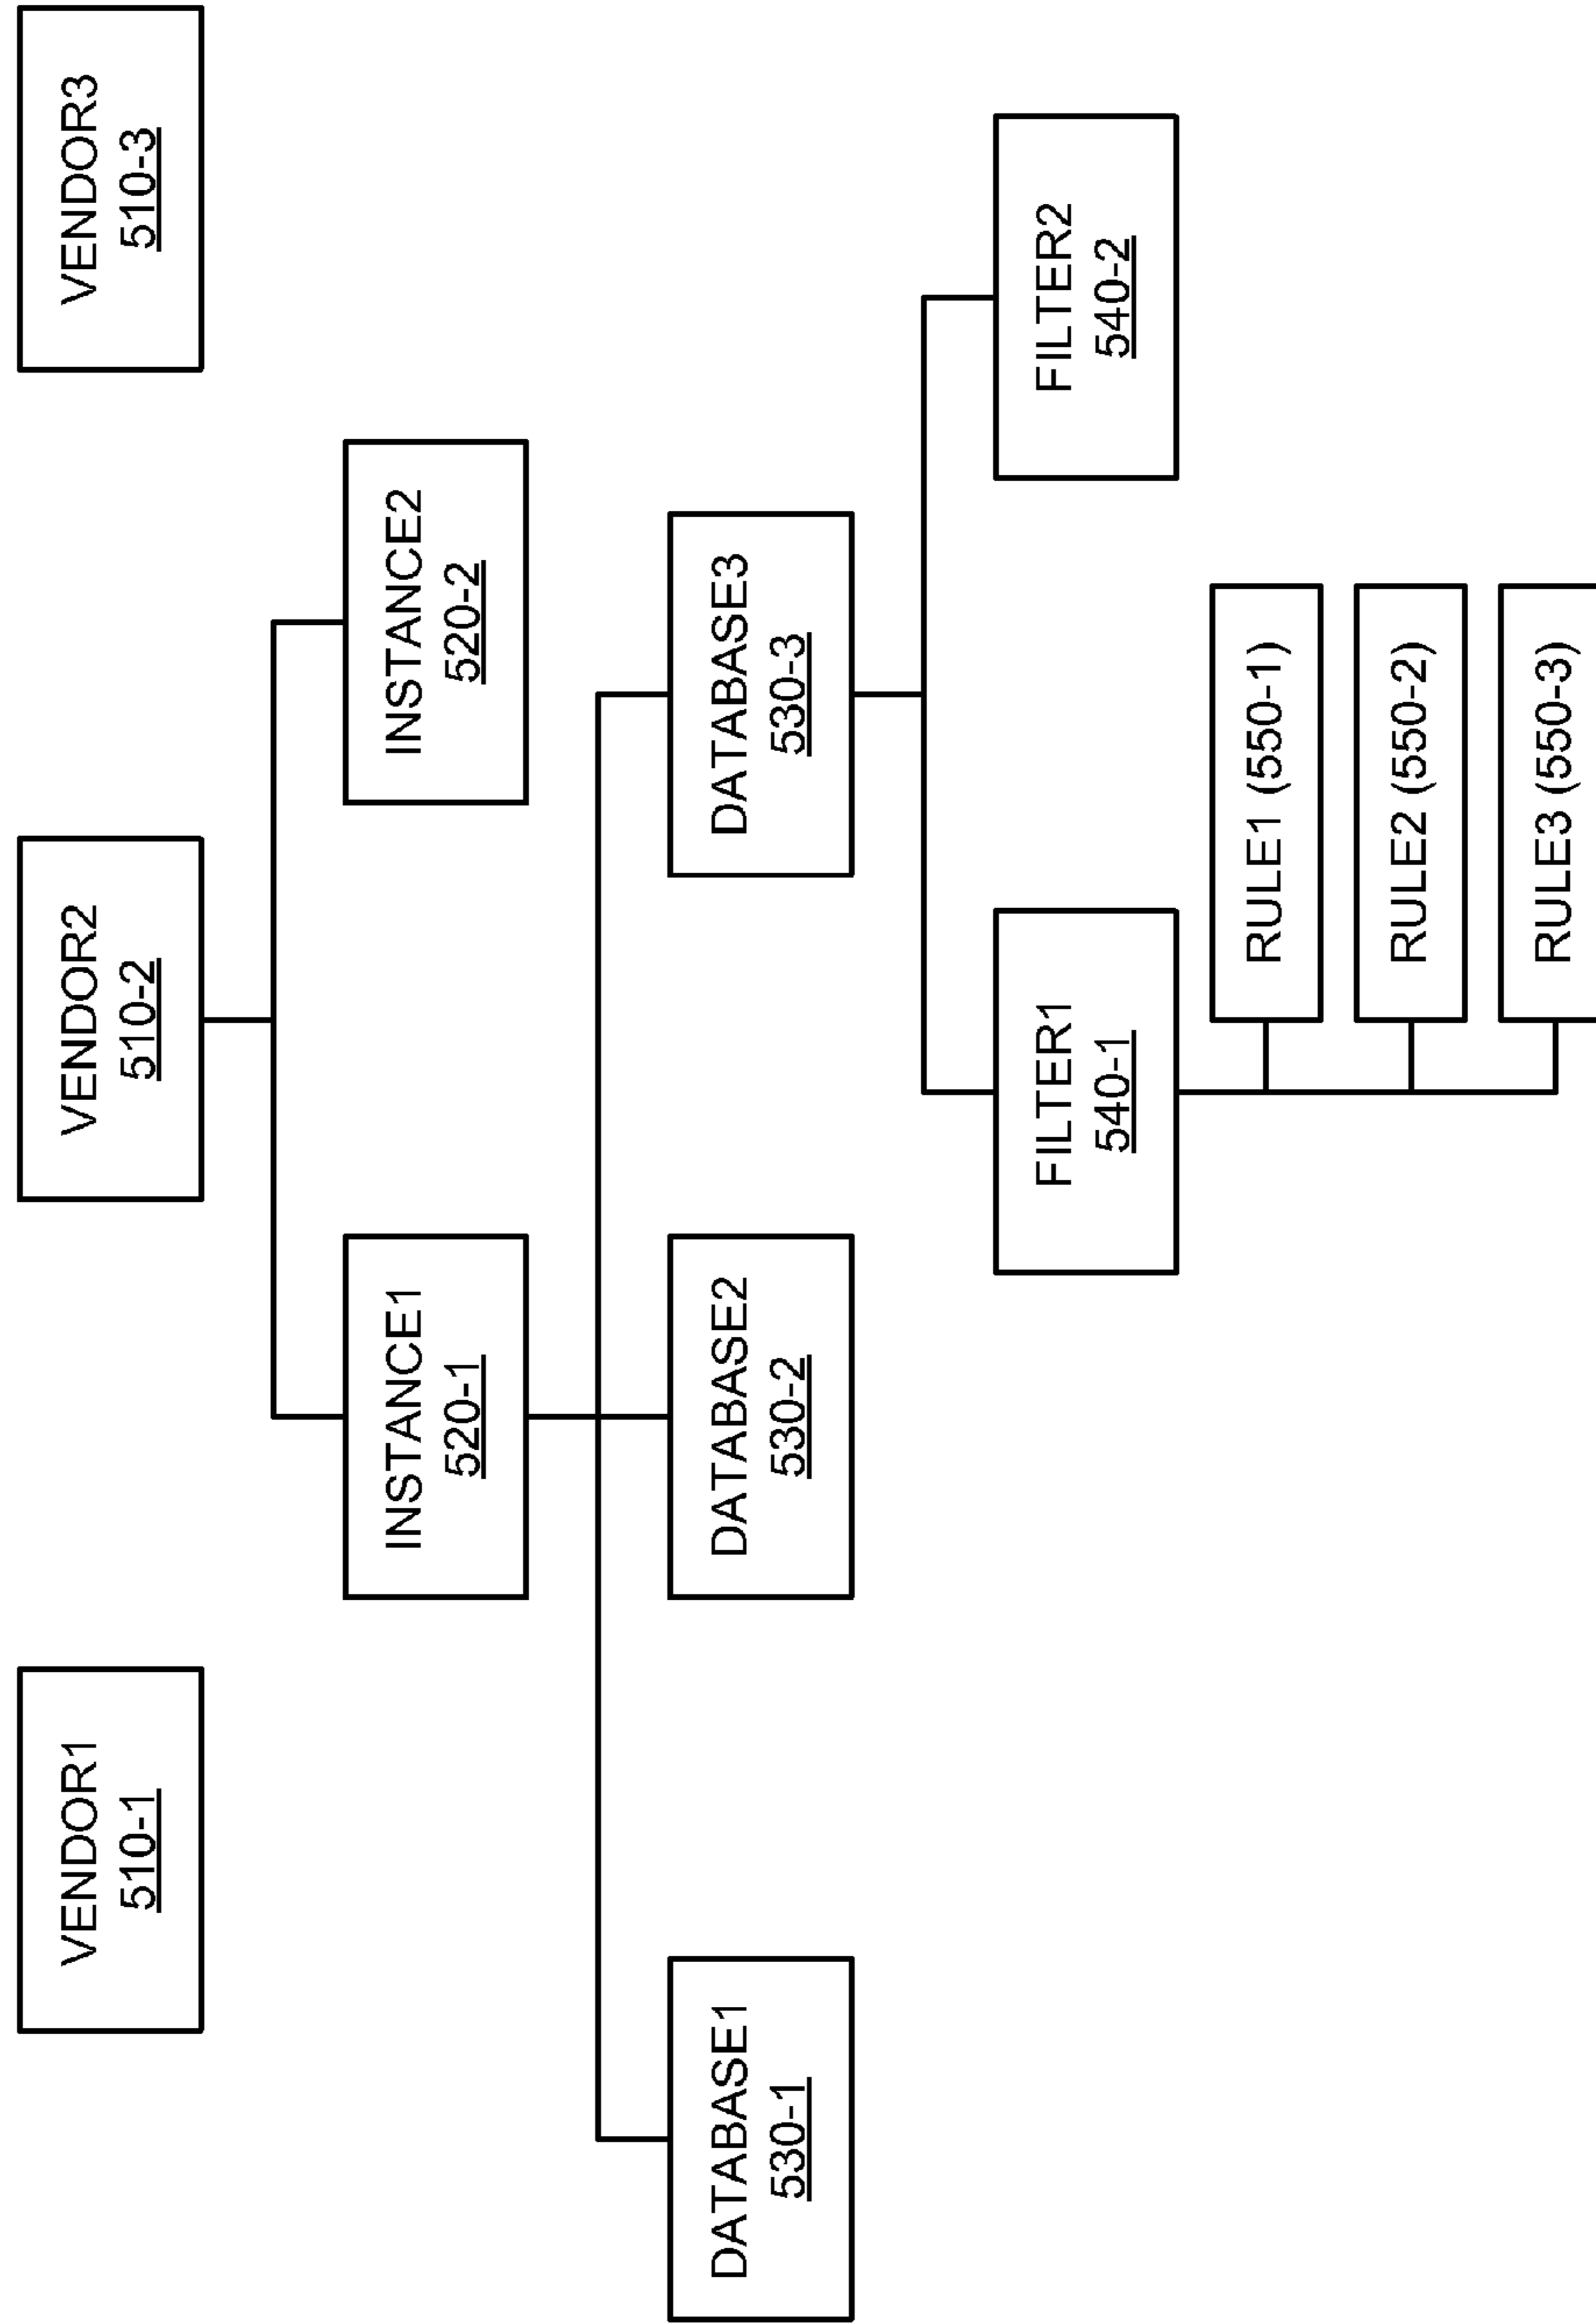 VENDOR1
510-1
VENDOR2
510-2
VENDOR3
510-3
INSTANCE1
520-1
INSTANCE2
520-2
DATABASE1
530-1
DATABASE2
530-2
DATABASE3
530-3
FILTER1
540-1
FILTER2
540-2
RULE1 (550-1)
RULE2 (550-2)
RULE3 (550-3)